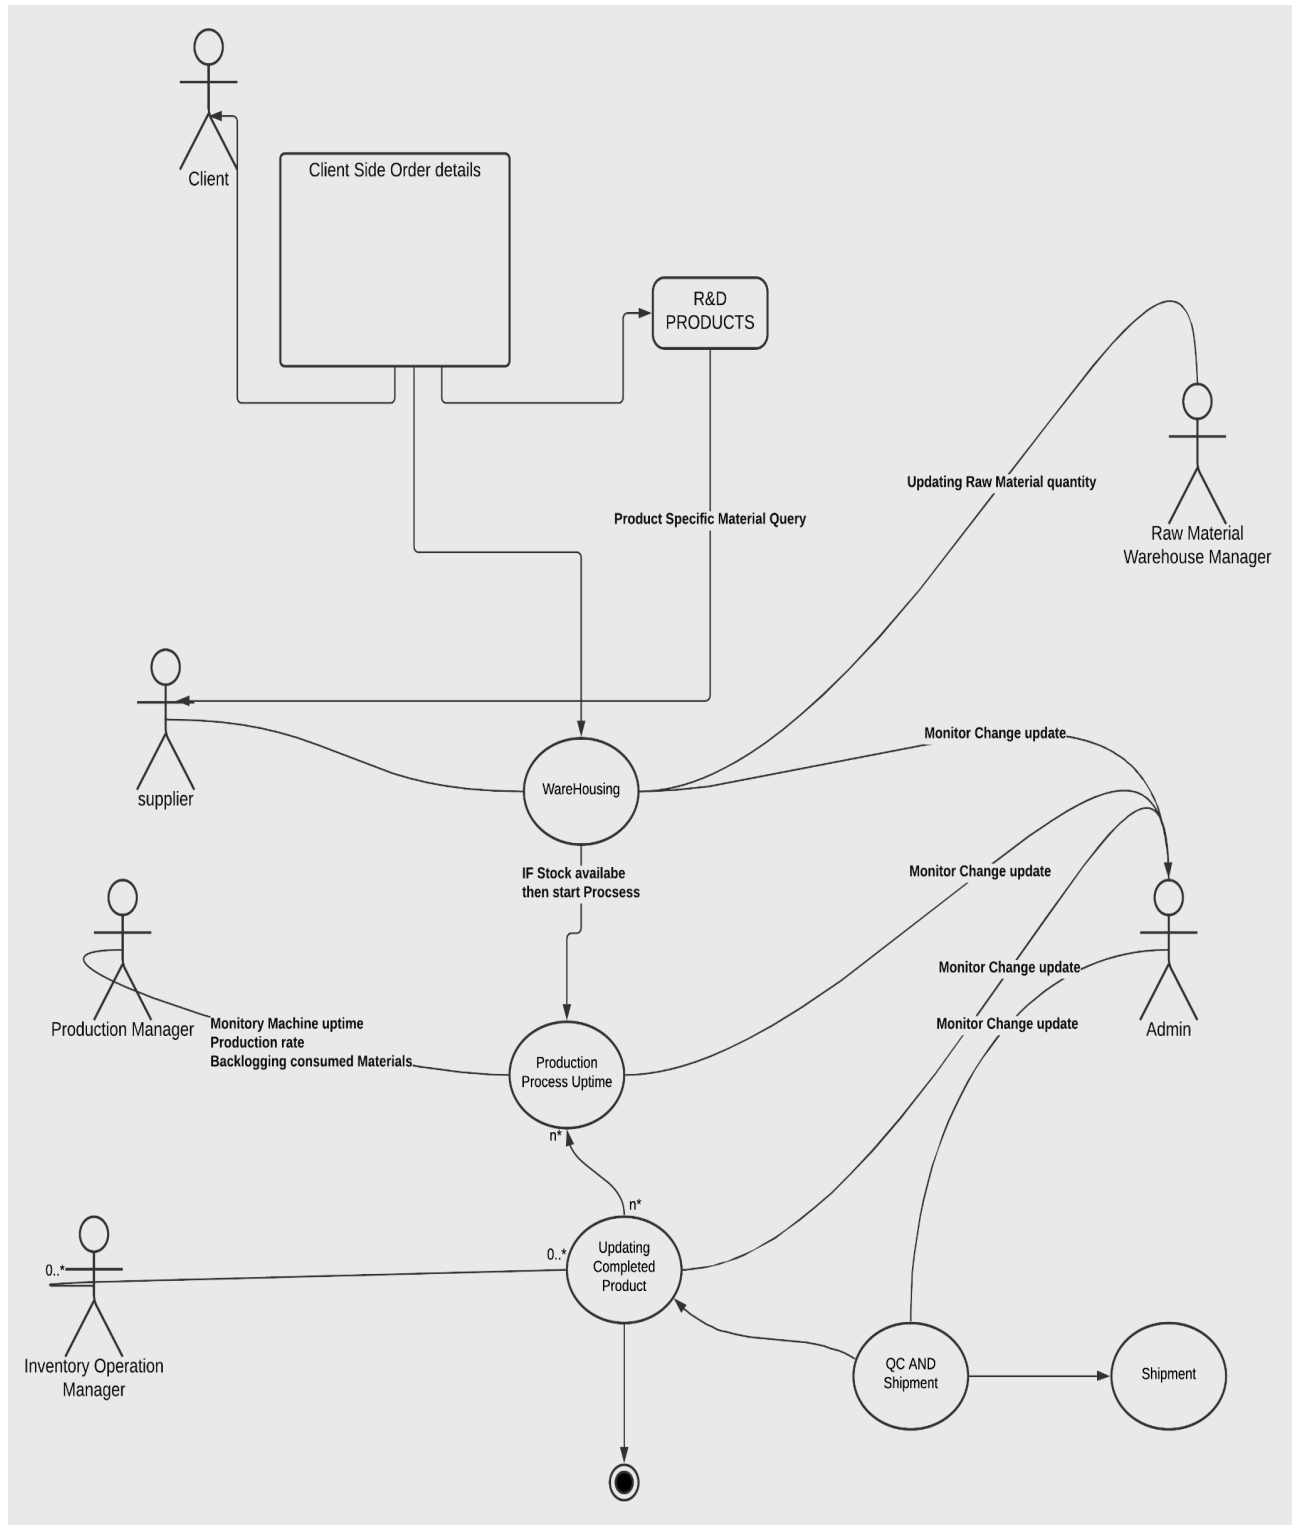 Client
Client Side Order details
R&D
PRODUCTS
Updating Raw Material quantity
Product Specific Material Query
Raw Material
Warehouse Manager
Monitor Change update
WareHousing
supplier
IF Stock availabe
then start Procsess
Monitor Change update
Monitor Change update
Production Manager
Monitory Machine uptime
Production rate
Backlogging consumed Materials
Monitor Change update
Admin
Production
Process Uptime
n*
n*
0..*
0..*
Updating
Completed
Product
Inventory Operation
Manager
QC AND
Shipment
Shipment